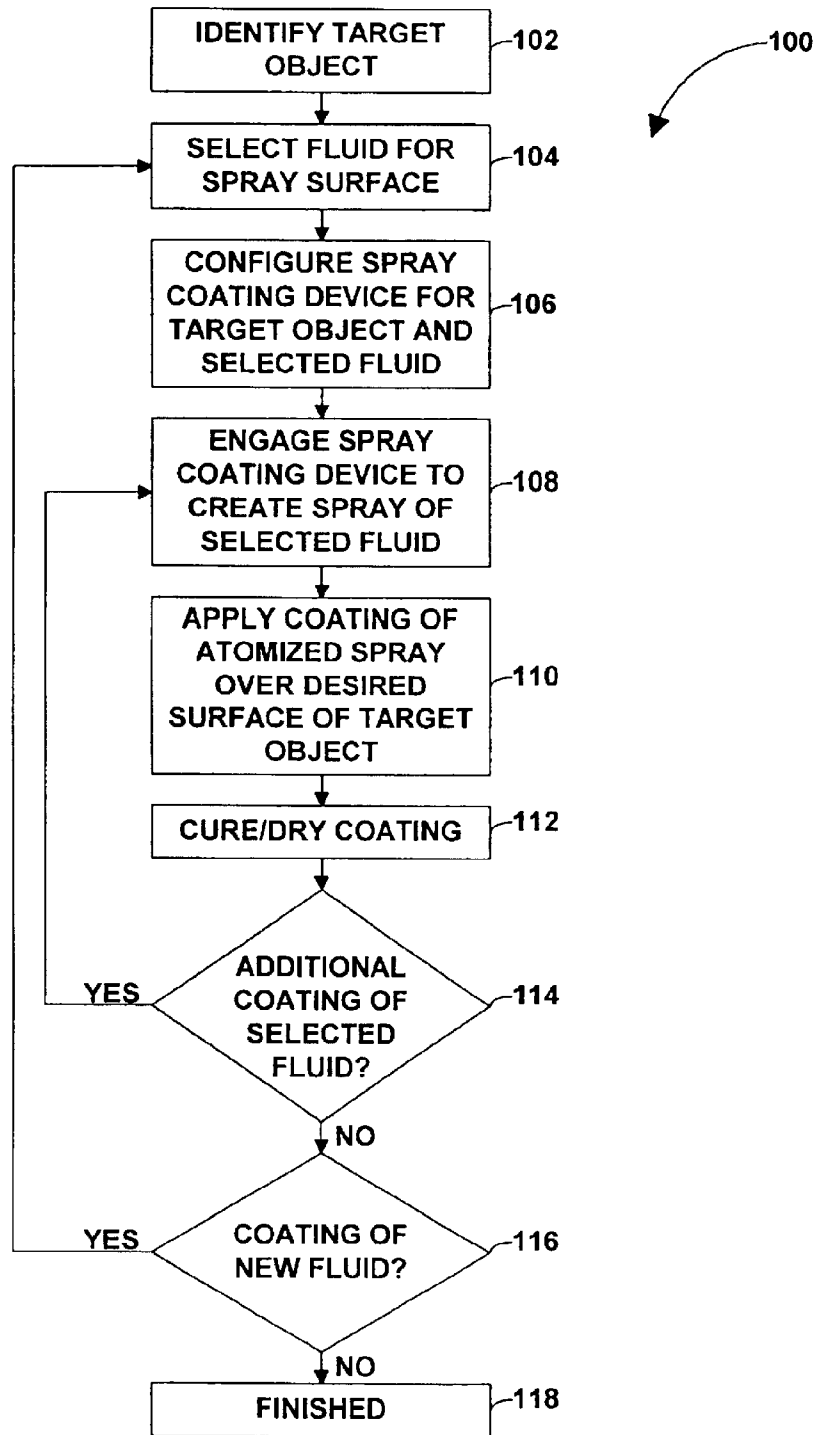 IDENTIFY TARGET
OBJECT
102
100
SELECT FLUID FOR
SPRAY SURFACE
104
CONFIGURE SPRAY
COATING DEVICE FOR
TARGET OBJECT AND
SELECTED FLUID
106
ENGAGE SPRAY
COATING DEVICE TO
CREATE SPRAY OF
SELECTED FLUID
108
APPLY COATING OF
ATOMIZED SPRAY
OVER DESIRED
SURFACE OF TARGET
OBJECT
110
CURE/DRY COATING
112
YES
ADDITIONAL
COATING OF
SELECTED
FLUID?
114
NO
YES
COATING OF
NEW FLUID?
116
NO
FINISHED
118